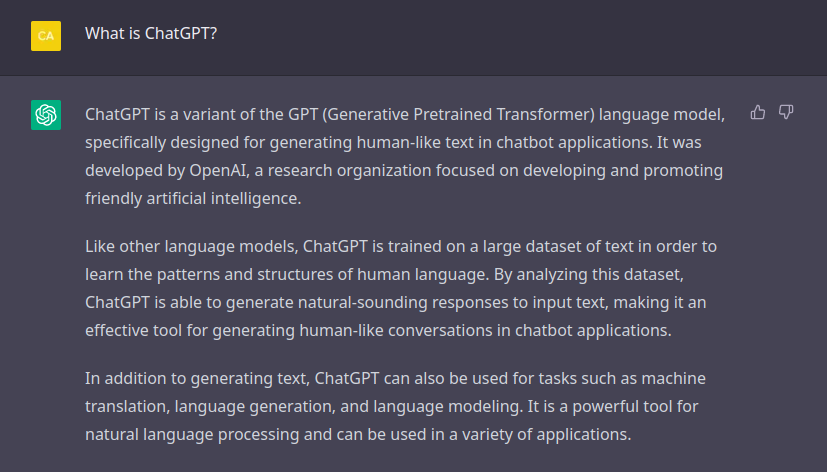 CA
What is ChatGPT?
ChatGPT is a variant of the GPT (Generative Pretrained Transformer) language model,
specifically designed for generating human-like text in chatbot applications. It was
developed by OpenAI, a research organization focused on developing and promoting
friendly artificial intelligence.
Like other language models, ChatGPT is trained on a large dataset of text in order to
learn the patterns and structures of human language. By analyzing this dataset,
ChatGPT is able to generate natural-sounding responses to input text, making it an
effective tool for generating human-like conversations in chatbot applications.
In addition to generating text, ChatGPT can also be used for tasks such as machine
translation, language generation, and language modeling. It is a powerful tool for
natural language processing and can be used in a variety of applications.